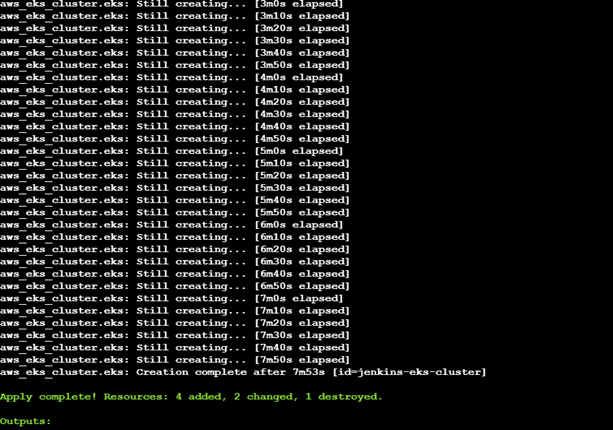 aws_eks_cluster.eks: Still creating... [3m0s elapsed]
aws_eks_cluster.eks: Still creating... [3m10s elapsed]
aws_eks_cluster.eks: Still creating... [3m20s elapsed]
aws_eks_cluster.eks: Still creating... [3m30s elapsed]
aws_eks_cluster.eks: Still creating... [3m40s elapsed]
aws_eks_cluster.eks: Still creating... [3m50s elapsed]
aws_eks_cluster.eks: Still creating... [4m0s elapsed]
aws_eks_cluster.eks: Still creating... [4m10s elapsed]
aws_eks_cluster.eks: Still creating... [4m20s elapsed]
aws_eks_cluster.eks: Still creating... [4m30s elapsed]
aws_eks_cluster.eks: Still creating... [4m40s elapsed]
aws_eks_cluster.eks: Still creating... [4m50s elapsed]
aws_eks_cluster.eks: Still creating... [5m0s elapsed]
aws_eks_cluster.eks: Still creating... [5m10s elapsed]
aws_eks_cluster.eks: Still creating... [5m20s elapsed]
aws_eks_cluster.eks: Still creating... [5m30s elapsed]
aws_eks_cluster.eks: Still creating... [5m40s elapsed]
aws_eks_cluster.eks: Still creating... [5m50s elapsed]
aws_eks_cluster.eks: Still creating... [6m0s elapsed]
aws_eks_cluster.eks: Still creating... [6m10s elapsed]
aws_eks_cluster.eks: Still creating... [6m20s elapsed]
aws_eks_cluster.eks: Still creating... [6m30s elapsed]
aws_eks_cluster.eks: Still creating... [6m40s elapsed]
aws_eks_cluster.eks: Still creating... [6m50s elapsed]
aws_eks_cluster.eks: Still creating... [7m0s elapsed]
aws_eks_cluster.eks: Still creating... [7m10s elapsed]
aws_eks_cluster.eks: Still creating... [7m20s elapsed]
aws_eks_cluster.eks: Still creating... [7m30s elapsed]
aws_eks_cluster.eks: Still creating... [7m40s elapsed]
aws_eks_cluster.eks: Still creating... [7m50s elapsed]
aws_eks_cluster.eks: Creation complete after 7m53s [id=jenkins-eks-cluster]
Apply complete! Resources: 4 added, 2 changed, 1 destroyed.
Outputs: